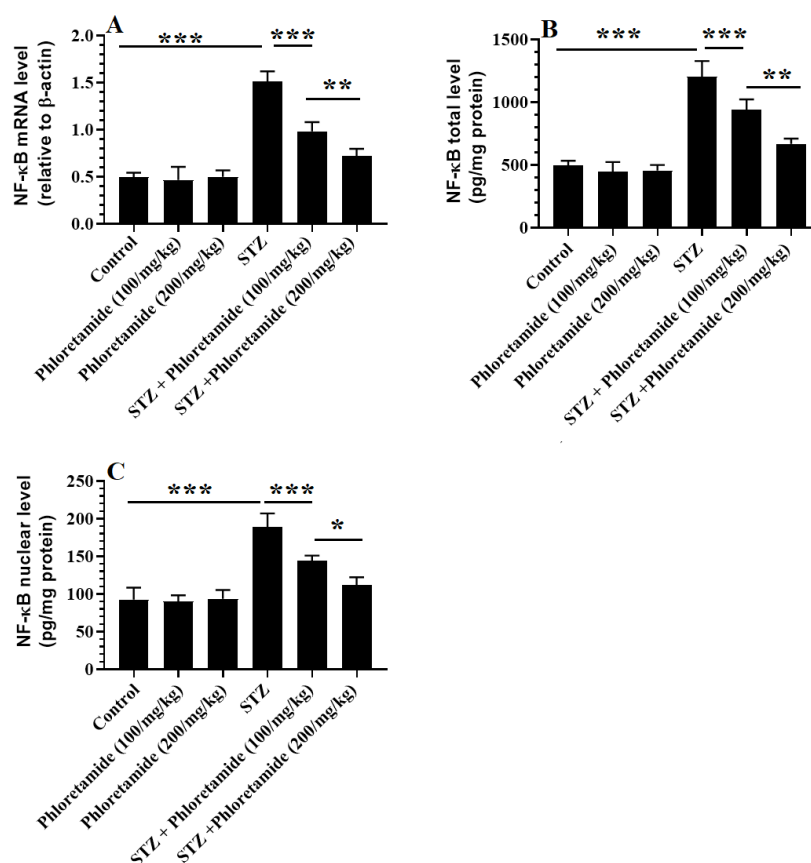 A
NF-κB mRNA level
(relative to β-actin)
2.0
1.5
1.0
0.5
0.0
***
***
**
Control
Phloretamide (100/mg/kg)
Phloretamide (200/mg/kg)
STZ
STZ + Phloretamide (100/mg/kg)
STZ +Phloretamide (200/mg/kg)
B
NF-κB total level
(pg/mg protein)
1500
1000
500
0
***
***
**
Control
Phloretamide (100/mg/kg)
Phloretamide (200/mg/kg)
STZ
STZ + Phloretamide (100/mg/kg)
STZ +Phloretamide (200/mg/kg)
C
NF-κB nuclear level
(pg/mg protein)
250
200
150
100
50
0
***
***
*
Control
Phloretamide (100/mg/kg)
Phloretamide (200/mg/kg)
STZ
STZ + Phloretamide (100/mg/kg)
STZ +Phloretamide (200/mg/kg)